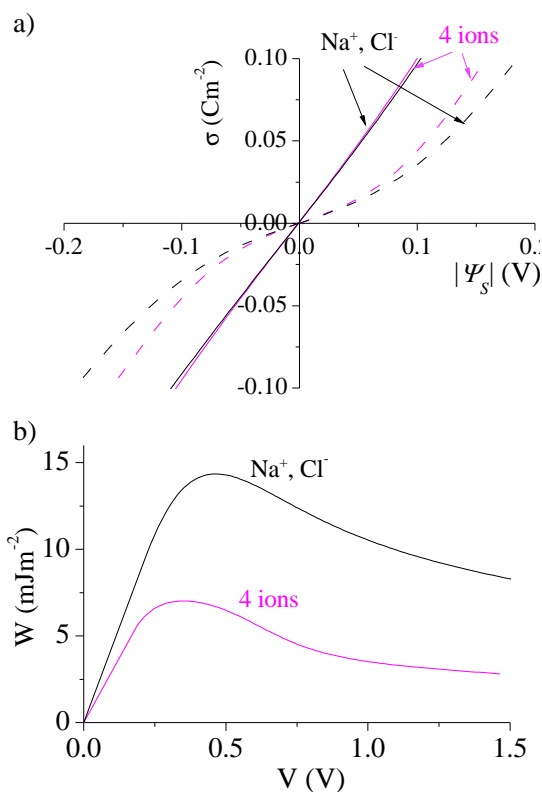 a)
Na⁺, Cl⁻ 4 ions
σ (Cm⁻²)
0.10
0.05
0.00
-0.05
-0.10
-0.2 -0.1 0.0 0.1 0.2
|Ψ_S| (V)
b)
W (mJm⁻²)
15
10
5
0
Na⁺, Cl⁻
4 ions
0.0 0.5 1.0 1.5
V (V)